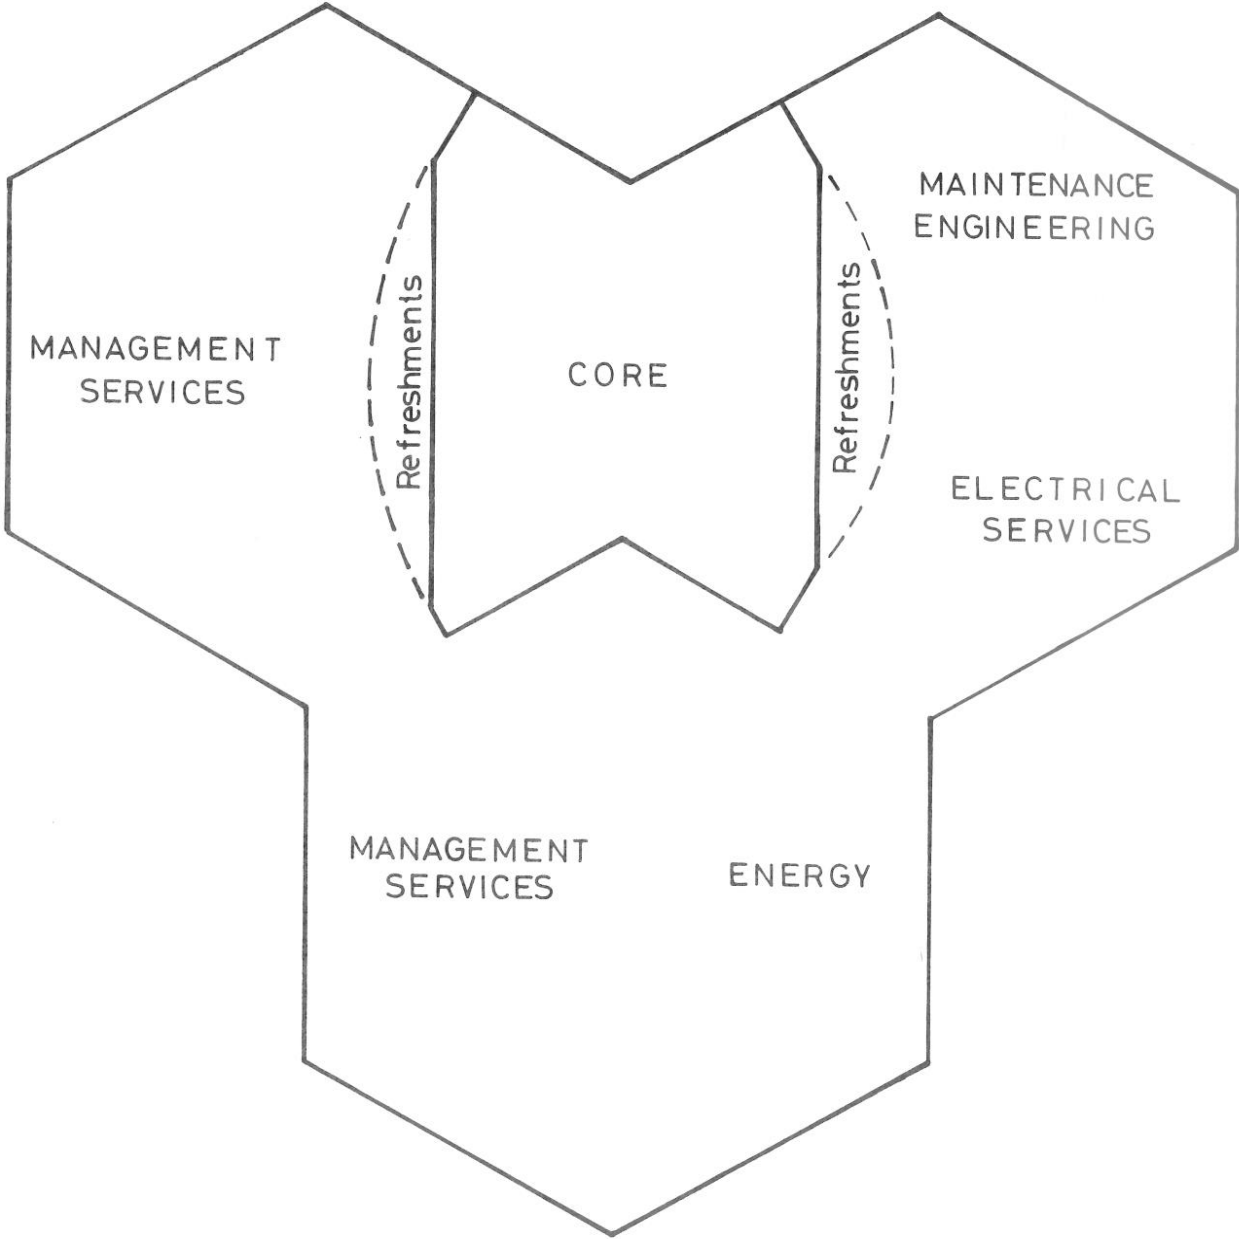 MAINTENANCE
ENGINEERING
MANAGEMENT
SERVICES
Refreshments
CORE
Refreshments
ELECTRICAL
SERVICES
MANAGEMENT
SERVICES
ENERGY